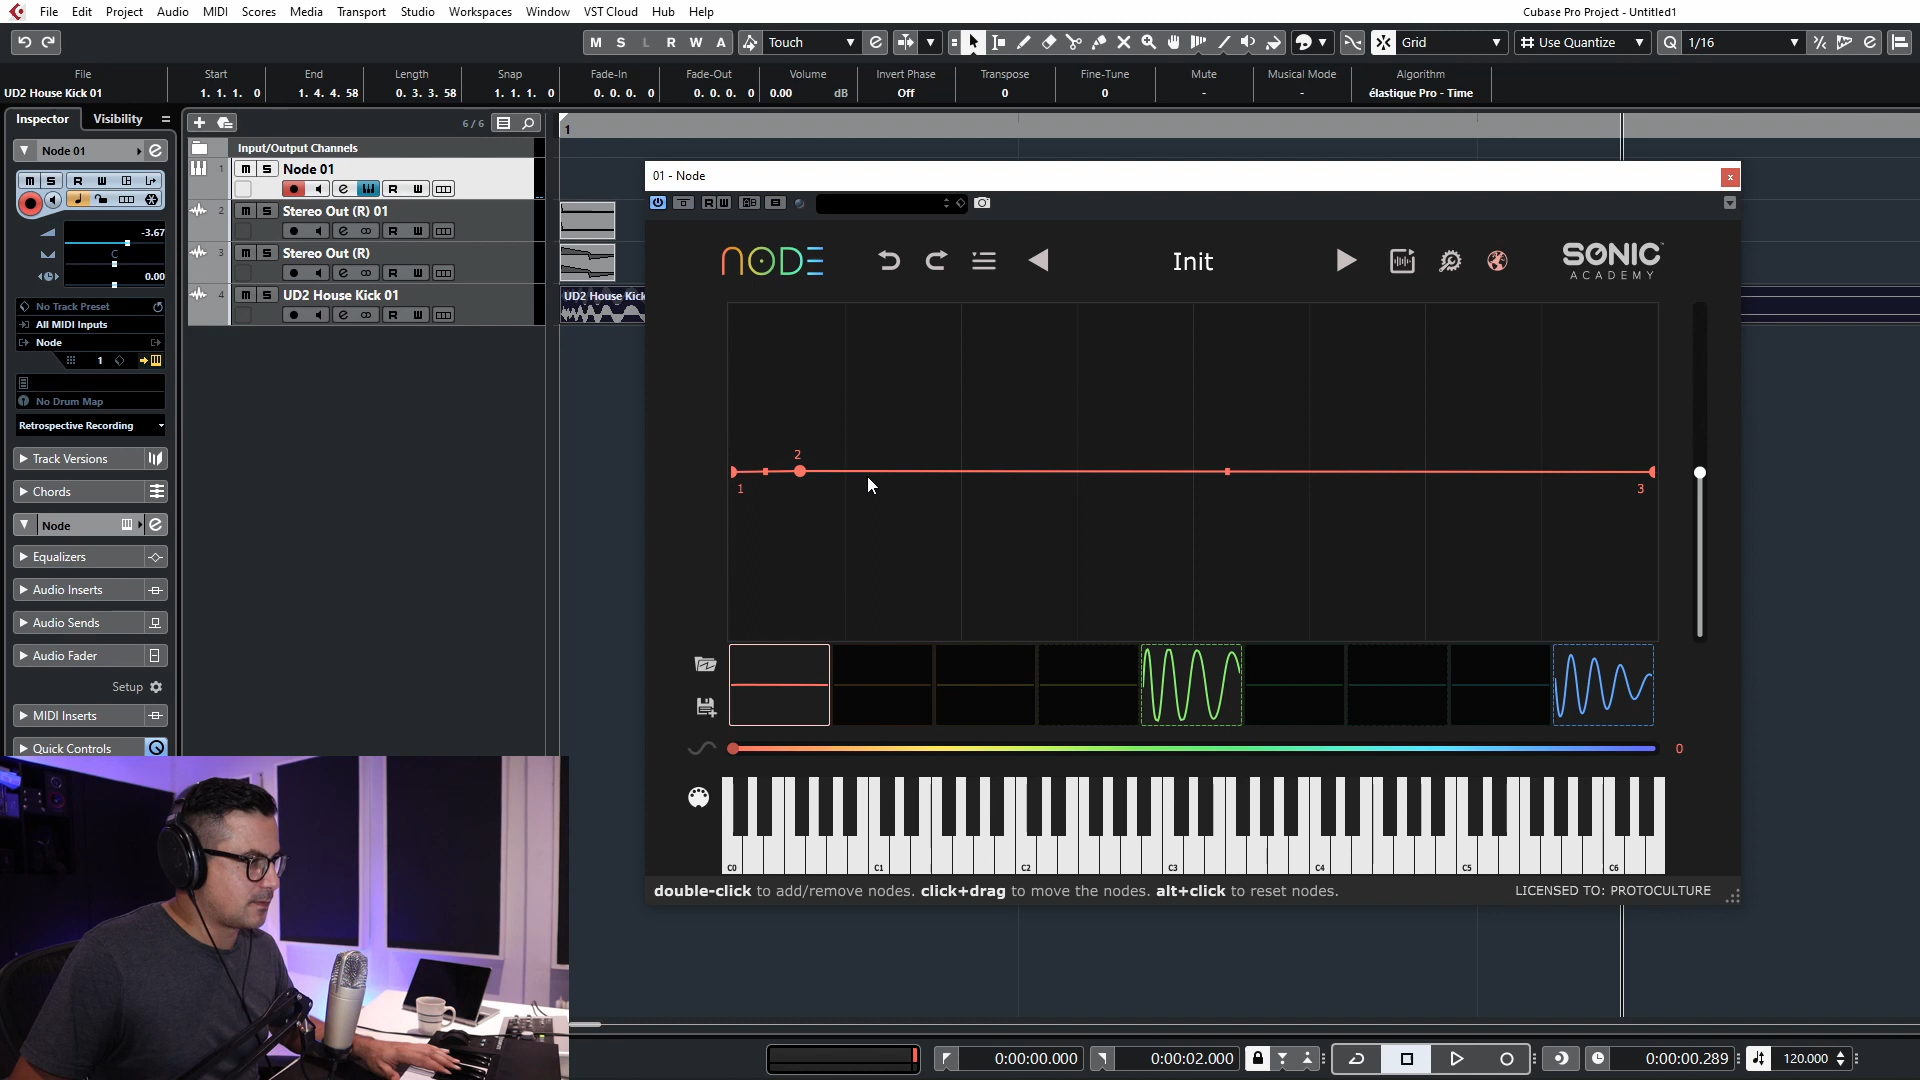 File Edit Project Audio MIDI Scores Media Transport Studio Workspaces Window VST Cloud Hub Help
Cubase Pro Project - Untitled1
M S L R W A Touch Grid Use Quantize Q 1/16
File Start End Length Snap Fade-In Fade-Out Volume Invert Phase Transpose Fine-Tune Mute Musical Mode Algorithm
UD2 House Kick 01 1. 1. 1. 0 1. 4. 4. 58 0. 3. 3. 58 1. 1. 1. 0 0. 0. 0. 0 0. 0. 0. 0 0.00 dB Off 0 0 - - élastique Pro - Time
Inspector Visibility
6 / 6
1
Node 01
Input/Output Channels
1 M S Node 01
R W
2 M S Stereo Out (R) 01
R W
3 M S Stereo Out (R)
R W
4 M S UD2 House Kick 01
R W
UD2 House Kick
M S R W
-3.67
C
0.00
No Track Preset
All MIDI Inputs
Node
1
No Drum Map
Retrospective Recording
Track Versions
Chords
Node
Equalizers
Audio Inserts
Audio Sends
Audio Fader
Setup
MIDI Inserts
Quick Controls
01 - Node
x
R W
NODE
Init
SONIC
ACADEMY
2
1
3
0
C0 C1 C2 C3 C4 C5 C6
double-click to add/remove nodes. click+drag to move the nodes. alt+click to reset nodes.
LICENSED TO: PROTOCULTURE
0:00:00.000 0:00:02.000 0:00:00.289 120.000